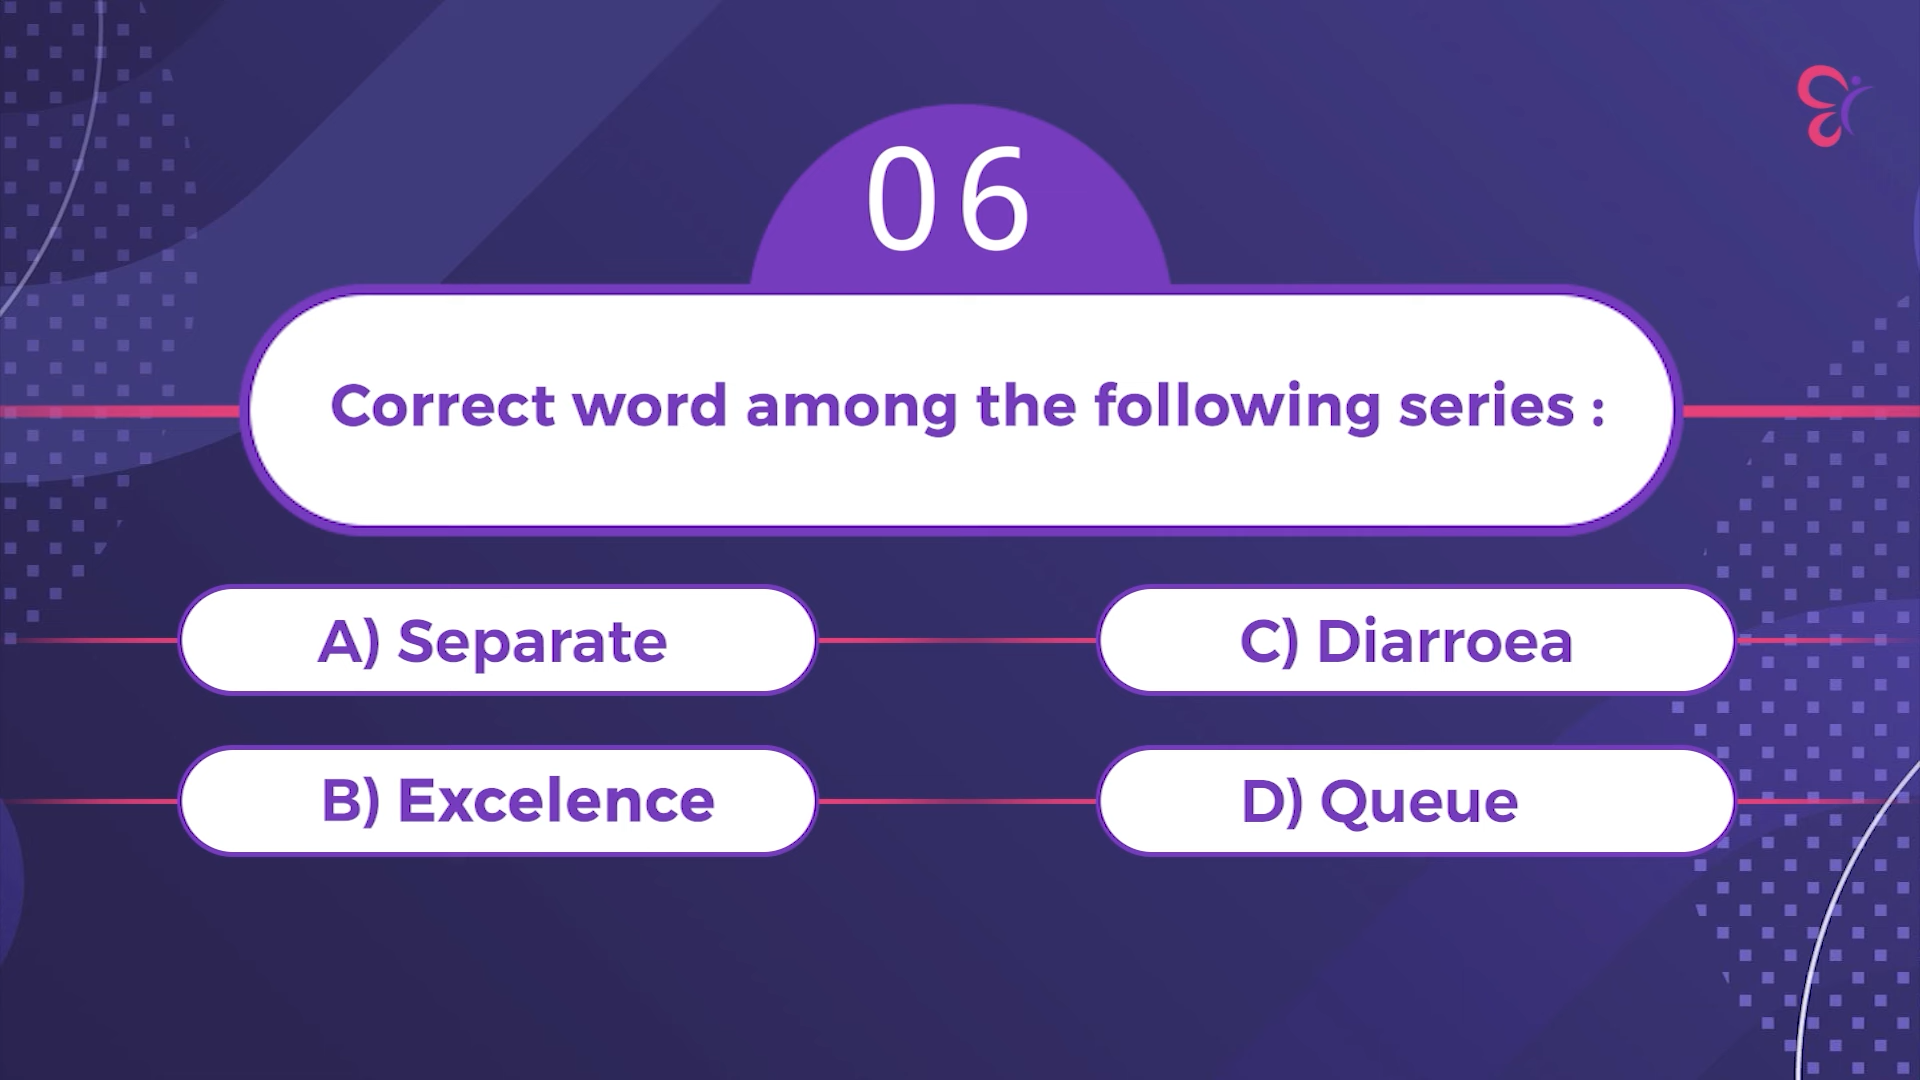 06
Correct word among the following series :
A) Separate
B) Excelence
C) Diarroea
D) Queue